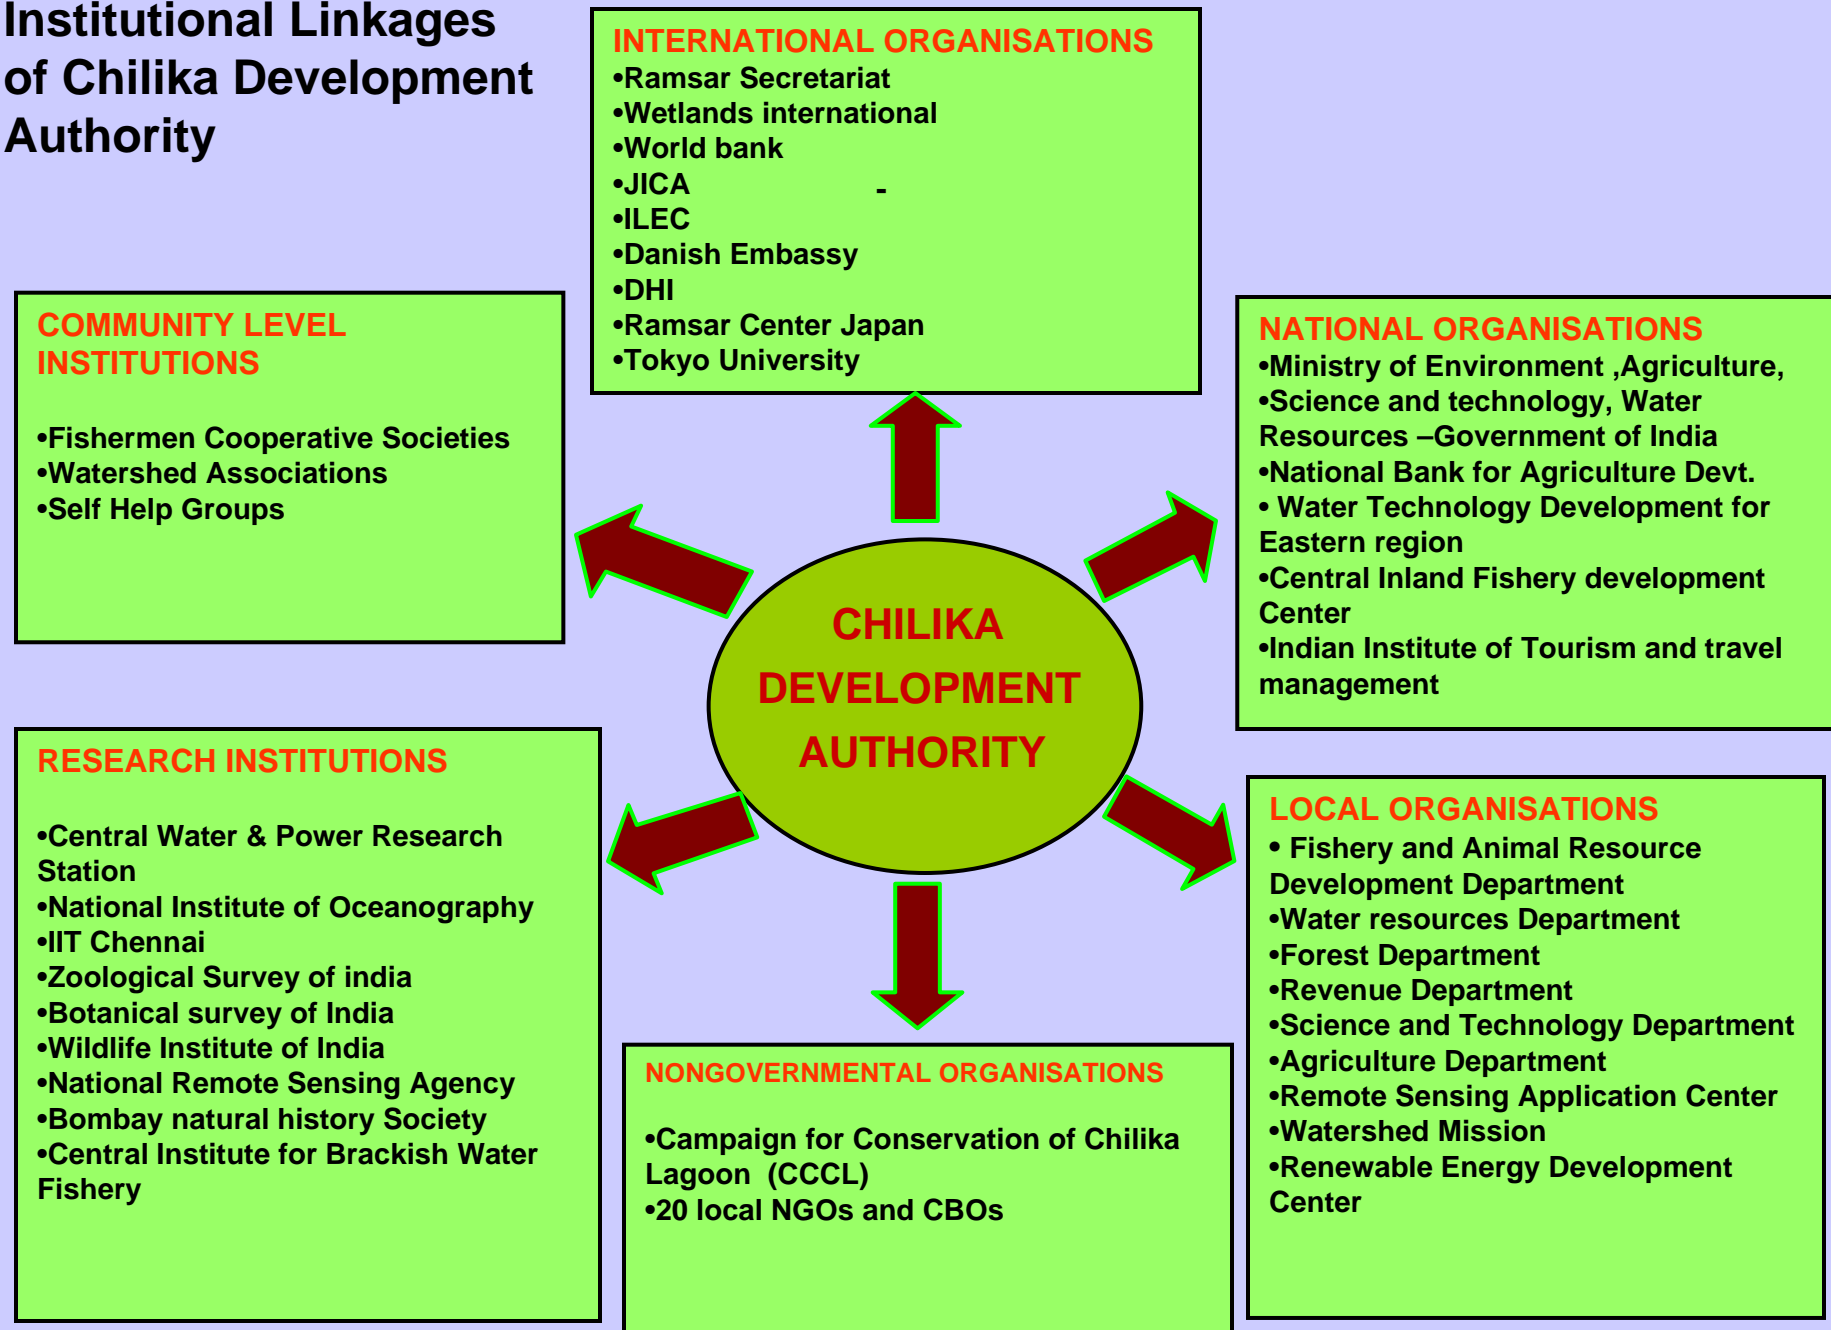 Institutional Linkages
of Chilika Development
Authority
INTERNATIONAL ORGANISATIONS
•Ramsar Secretariat
•Wetlands international
•World bank
•JICA -
•ILEC
•Danish Embassy
•DHI
•Ramsar Center Japan
•Tokyo University
COMMUNITY LEVEL
INSTITUTIONS
•Fishermen Cooperative Societies
•Watershed Associations
•Self Help Groups
NATIONAL ORGANISATIONS
•Ministry of Environment ,Agriculture,
•Science and technology, Water
Resources –Government of India
•National Bank for Agriculture Devt.
• Water Technology Development for
Eastern region
•Central Inland Fishery development
Center
•Indian Institute of Tourism and travel
management
CHILIKA
DEVELOPMENT
AUTHORITY
RESEARCH INSTITUTIONS
•Central Water & Power Research
Station
•National Institute of Oceanography
•IIT Chennai
•Zoological Survey of india
•Botanical survey of India
•Wildlife Institute of India
•National Remote Sensing Agency
•Bombay natural history Society
•Central Institute for Brackish Water
Fishery
NONGOVERNMENTAL ORGANISATIONS
•Campaign for Conservation of Chilika
Lagoon (CCCL)
•20 local NGOs and CBOs
LOCAL ORGANISATIONS
• Fishery and Animal Resource
Development Department
•Water resources Department
•Forest Department
•Revenue Department
•Science and Technology Department
•Agriculture Department
•Remote Sensing Application Center
•Watershed Mission
•Renewable Energy Development
Center